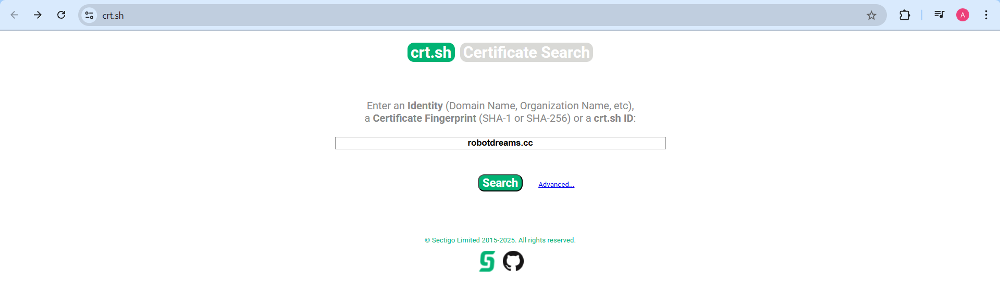 crt.sh
crt.sh Certificate Search
Enter an Identity (Domain Name, Organization Name, etc),
a Certificate Fingerprint (SHA-1 or SHA-256) or a crt.sh ID:
robotdreams.cc
Search Advanced...
© Sectigo Limited 2015-2025. All rights reserved.
A